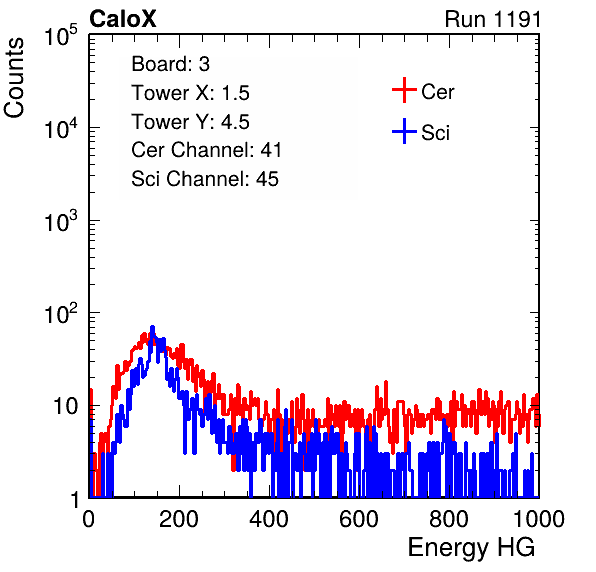 CaloX Run 1191
Counts
Board: 3
Tower X: 1.5
Tower Y: 4.5
Cer Channel: 41
Sci Channel: 45
Cer
Sci
10^5
10^4
10^3
10^2
10
1
0 200 400 600 800 1000
Energy HG